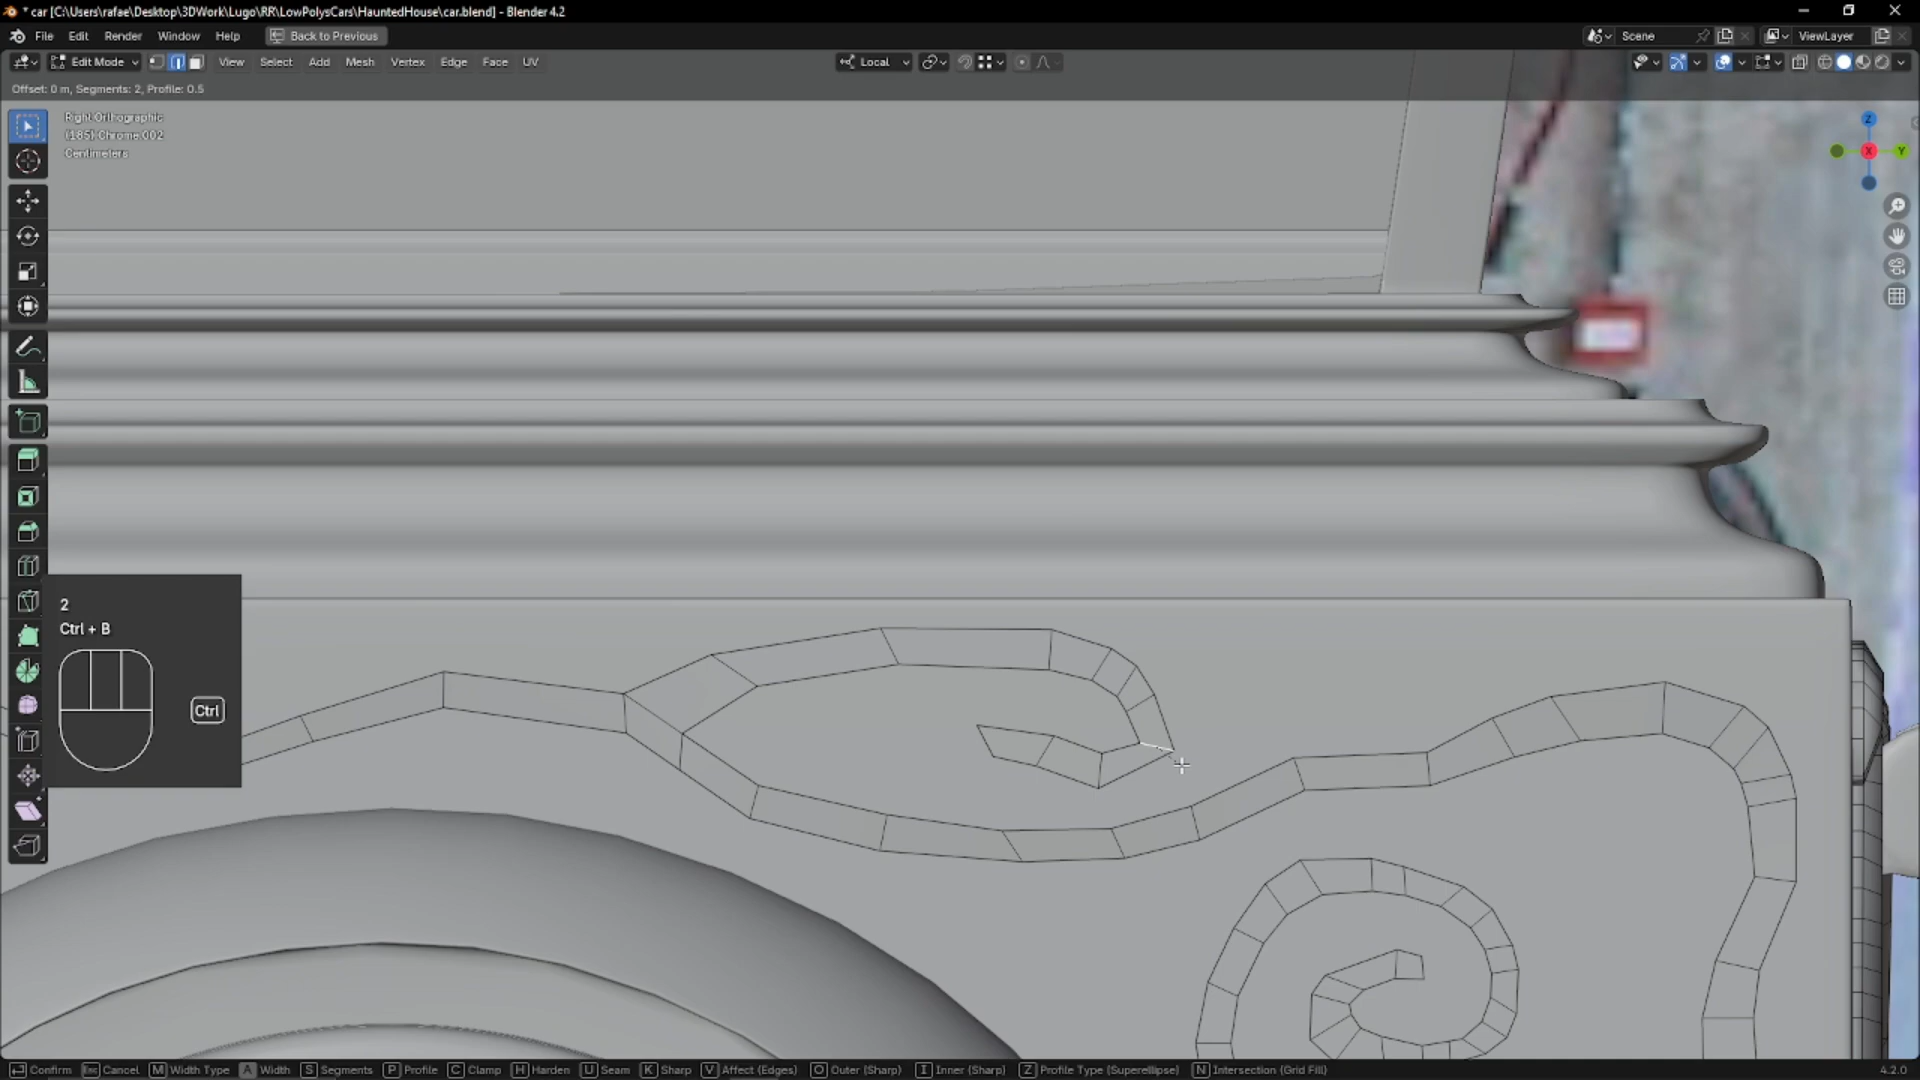 * car [C:\Users\rafae\Desktop\3DWork\Lugo\RR\LowPolysCars\HauntedHouse\car.blend] - Blender 4.2
File Edit Render Window Help Back to Previous Scene ViewLayer
Edit Mode View Select Add Mesh Vertex Edge Face UV Local
Offset: 0 m, Segments: 2, Profile: 0.5
Right Orthographic
(185) Chrome.002
Centimeters
Z
X
Y
2
Ctrl + B
Ctrl
Confirm Esc Cancel M Width Type A Width S Segments P Profile C Clamp H Harden U Seam K Sharp V Affect (Edges) O Outer (Sharp) I Inner (Sharp) Z Profile Type (Superellipse) N Intersection (Grid Fill) 4.2.0